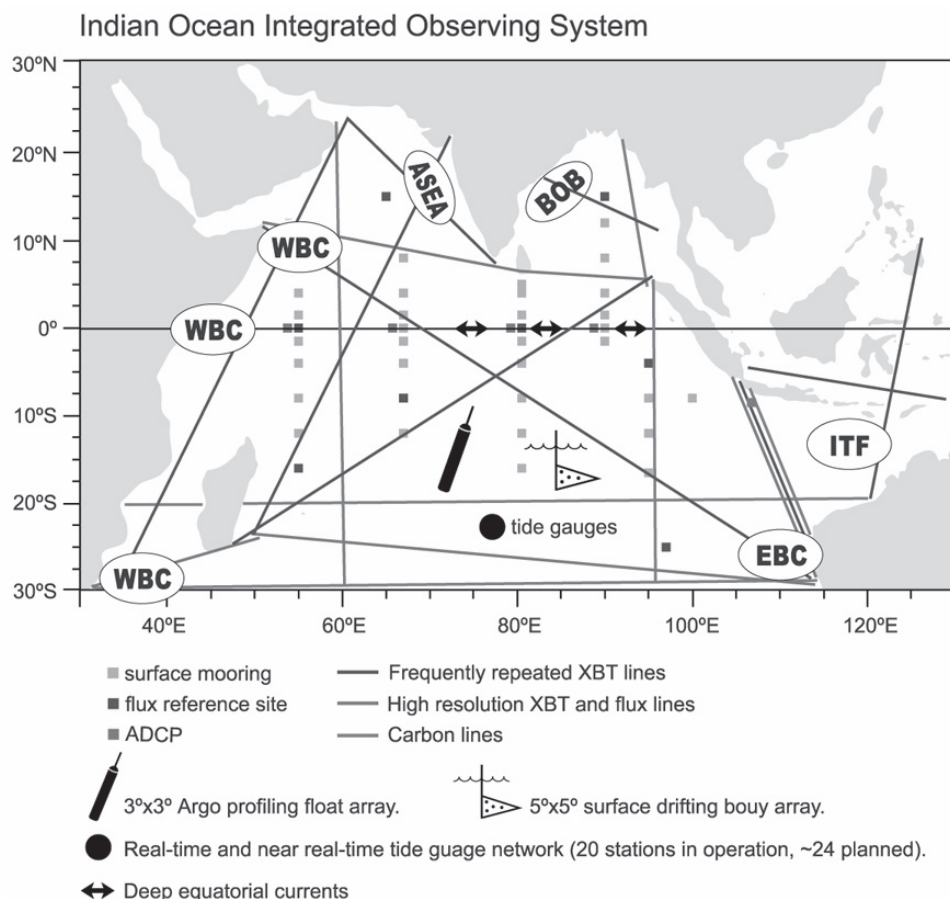 Indian Ocean Integrated Observing System
30ºN
20ºN
10ºN
0º
10ºS
20ºS
30ºS
ASEA
BOB
WBC
WBC
ITF
tide gauges
EBC
WBC
40ºE
60ºE
80ºE
100ºE
120ºE
surface mooring
Frequently repeated XBT lines
flux reference site
High resolution XBT and flux lines
ADCP
Carbon lines
3ºx3º Argo profiling float array.
5ºx5º surface drifting bouy array.
Real-time and near real-time tide guage network (20 stations in operation, ~24 planned).
Deep equatorial currents